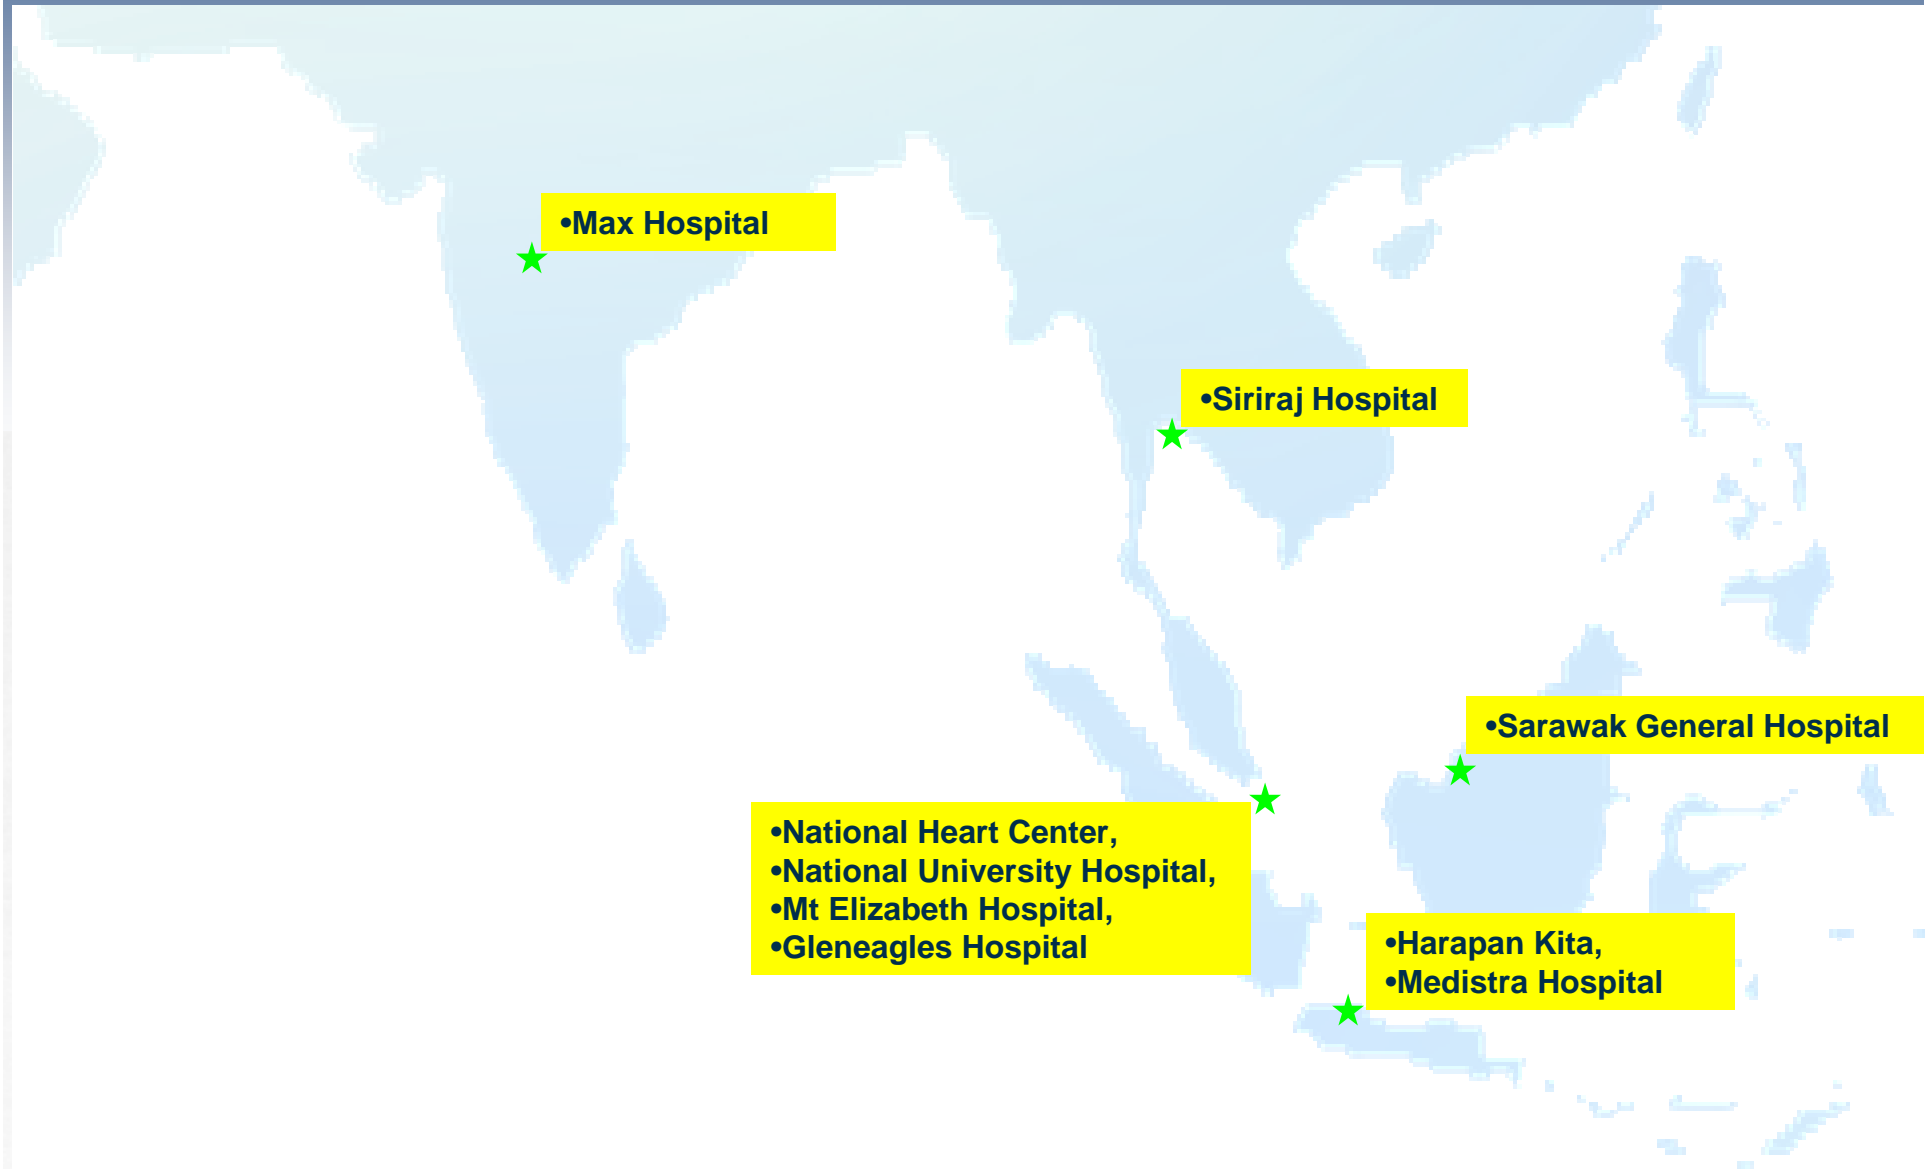 •Max Hospital
•Siriraj Hospital
•Sarawak General Hospital
•National Heart Center,
•National University Hospital,
•Mt Elizabeth Hospital,
•Gleneagles Hospital
•Harapan Kita,
•Medistra Hospital